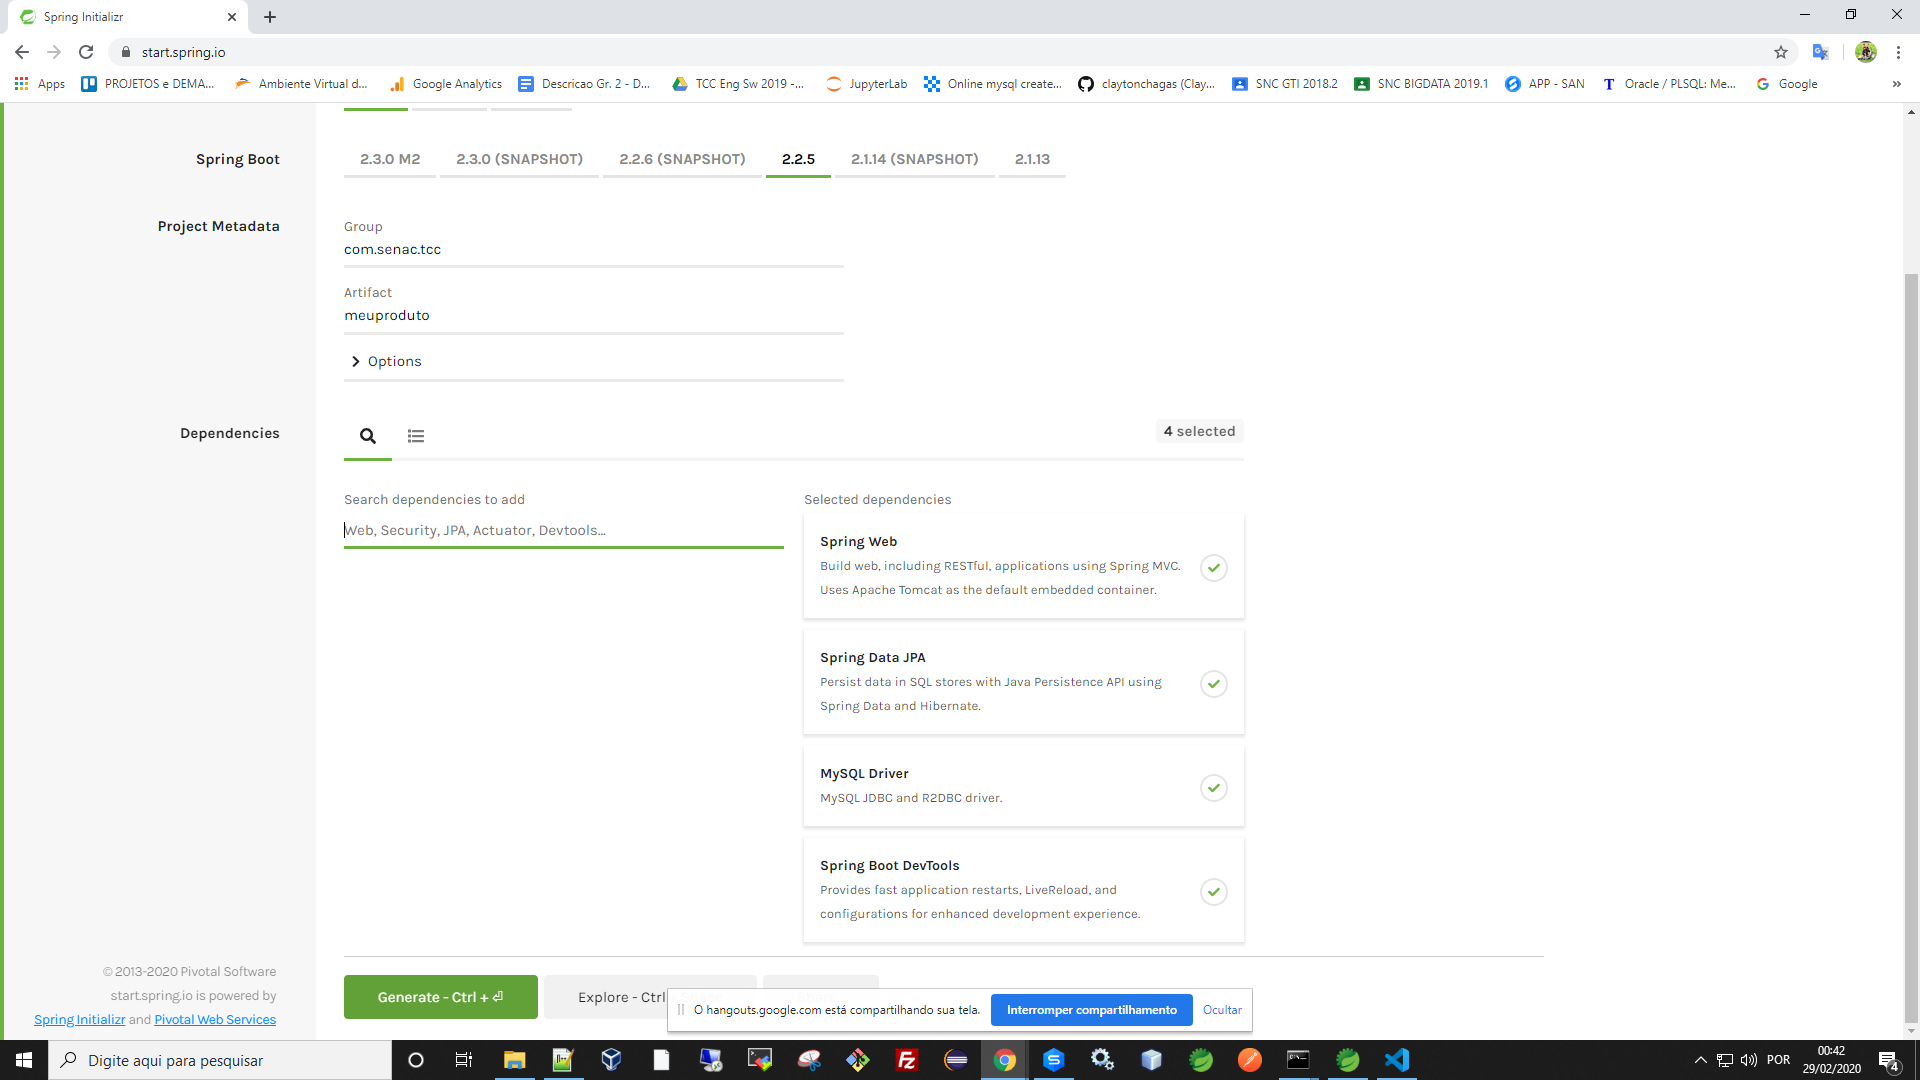 Spring Initializr
start.spring.io
Apps PROJETOS e DEMA... Ambiente Virtual d... Google Analytics Descricao Gr. 2 - D... TCC Eng Sw 2019 -... JupyterLab Online mysql create... claytonchagas (Clay... SNC GTI 2018.2 SNC BIGDATA 2019.1 APP - SAN Oracle / PLSQL: Me... Google »
Spring Boot
2.3.0 M2 2.3.0 (SNAPSHOT) 2.2.6 (SNAPSHOT) 2.2.5 2.1.14 (SNAPSHOT) 2.1.13
Project Metadata
Group
com.senac.tcc
Artifact
meuproduto
Options
Dependencies
4 selected
Search dependencies to add
Web, Security, JPA, Actuator, Devtools...
Selected dependencies
Spring Web
Build web, including RESTful, applications using Spring MVC.
Uses Apache Tomcat as the default embedded container.
Spring Data JPA
Persist data in SQL stores with Java Persistence API using
Spring Data and Hibernate.
MySQL Driver
MySQL JDBC and R2DBC driver.
Spring Boot DevTools
Provides fast application restarts, LiveReload, and
configurations for enhanced development experience.
© 2013-2020 Pivotal Software
start.spring.io is powered by
Spring Initializr and Pivotal Web Services
Generate - Ctrl + ⏎
Explore - Ctrl
O hangouts.google.com está compartilhando sua tela. Interromper compartilhamento Ocultar
Digite aqui para pesquisar
POR
00:42
29/02/2020
4